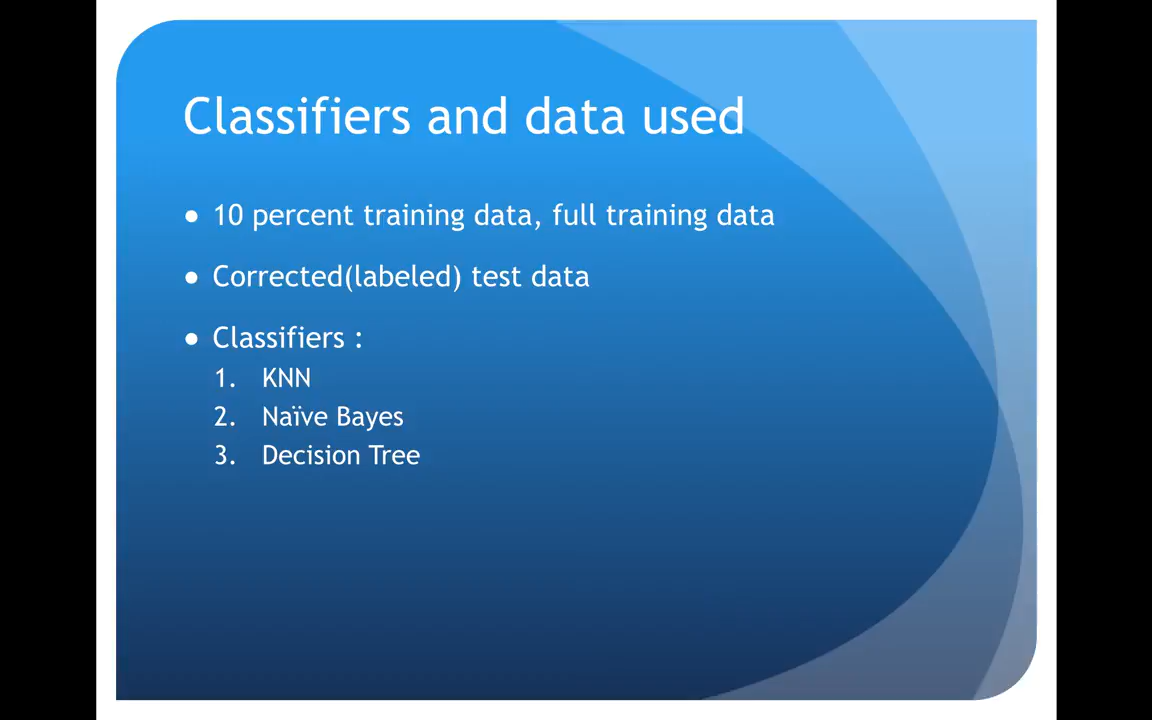 Classifiers and data used
● 10 percent training data, full training data
● Corrected(labeled) test data
● Classifiers :
1. KNN
2. Naïve Bayes
3. Decision Tree